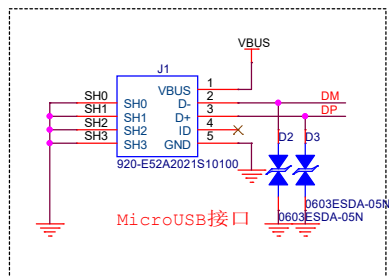 VBUS
J1
SH0
SH1
SH2
SH3
SH0
SH1
SH2
SH3
VBUS
D-
D+
ID
GND
1
2
3
4
5
DM
DP
920-E52A2021S10100
D2
D3
0603ESDA-05N
0603ESDA-05N
MicroUSB接口